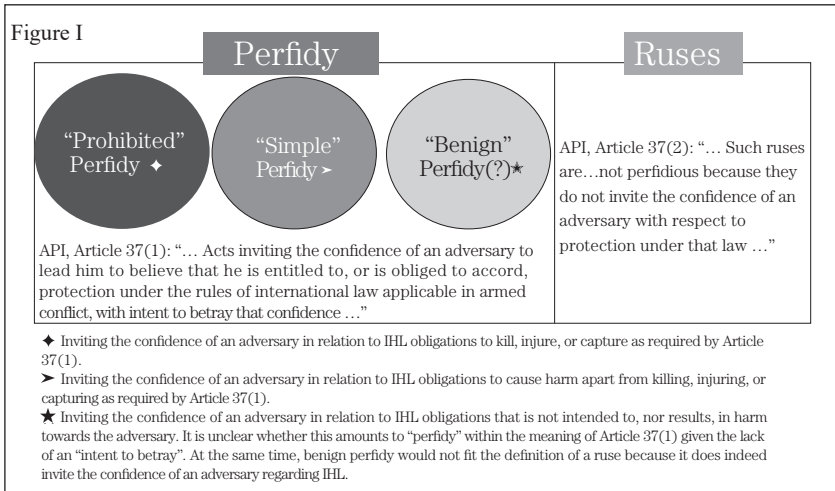 Figure I
Perfidy
Ruses
“Prohibited”
Perfidy ✦
“Simple”
Perfidy ➤
“Benign”
Perfidy(?)★
API, Article 37(1): “… Acts inviting the confidence of an adversary to
lead him to believe that he is entitled to, or is obliged to accord,
protection under the rules of international law applicable in armed
conflict, with intent to betray that confidence …”
API, Article 37(2): “… Such ruses
are…not perfidious because they
do not invite the confidence of an
adversary with respect to
protection under that law …”
✦ Inviting the confidence of an adversary in relation to IHL obligations to kill, injure, or capture as required by Article
37(1).
➤ Inviting the confidence of an adversary in relation to IHL obligations to cause harm apart from killing, injuring, or
capturing as required by Article 37(1).
★ Inviting the confidence of an adversary in relation to IHL obligations that is not intended to, nor results, in harm
towards the adversary. It is unclear whether this amounts to “perfidy” within the meaning of Article 37(1) given the lack
of an “intent to betray”. At the same time, benign perfidy would not fit the definition of a ruse because it does indeed
invite the confidence of an adversary regarding IHL.